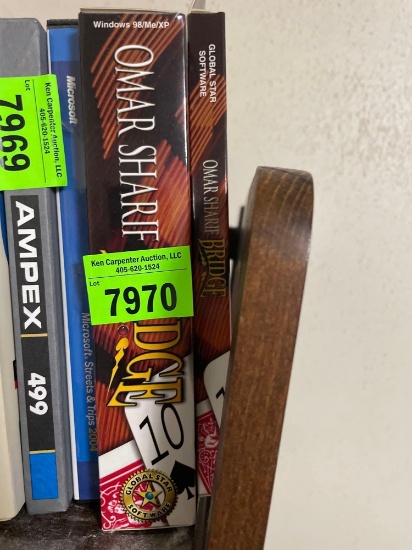 Lot
7969
Ken Carpenter Auction, LLC
405-620-1524
AMPEX
499
Microsoft
Microsoft. Streets & Trips 2004
Windows 98/Me/XP
OMAR SHARIF
DGE
Ken Carpenter Auction, LLC
405-620-1524
Lot
7970
10
GLOBAL STAR
SOFTWARE
GLOBAL STAR
SOFTWARE
OMAR SHARIF
BRIDGE
10